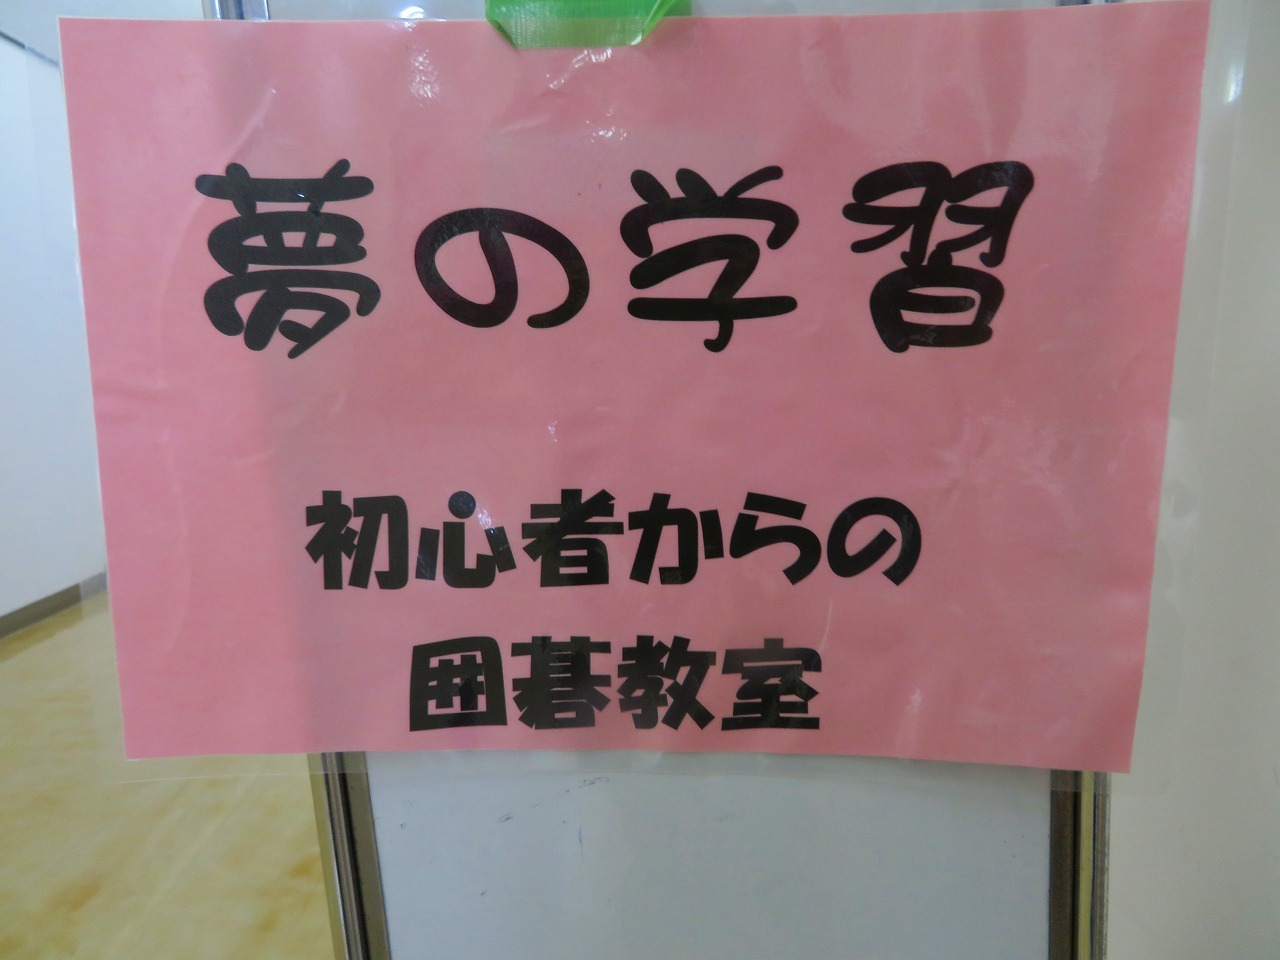 夢の学習
初心者からの
囲碁教室